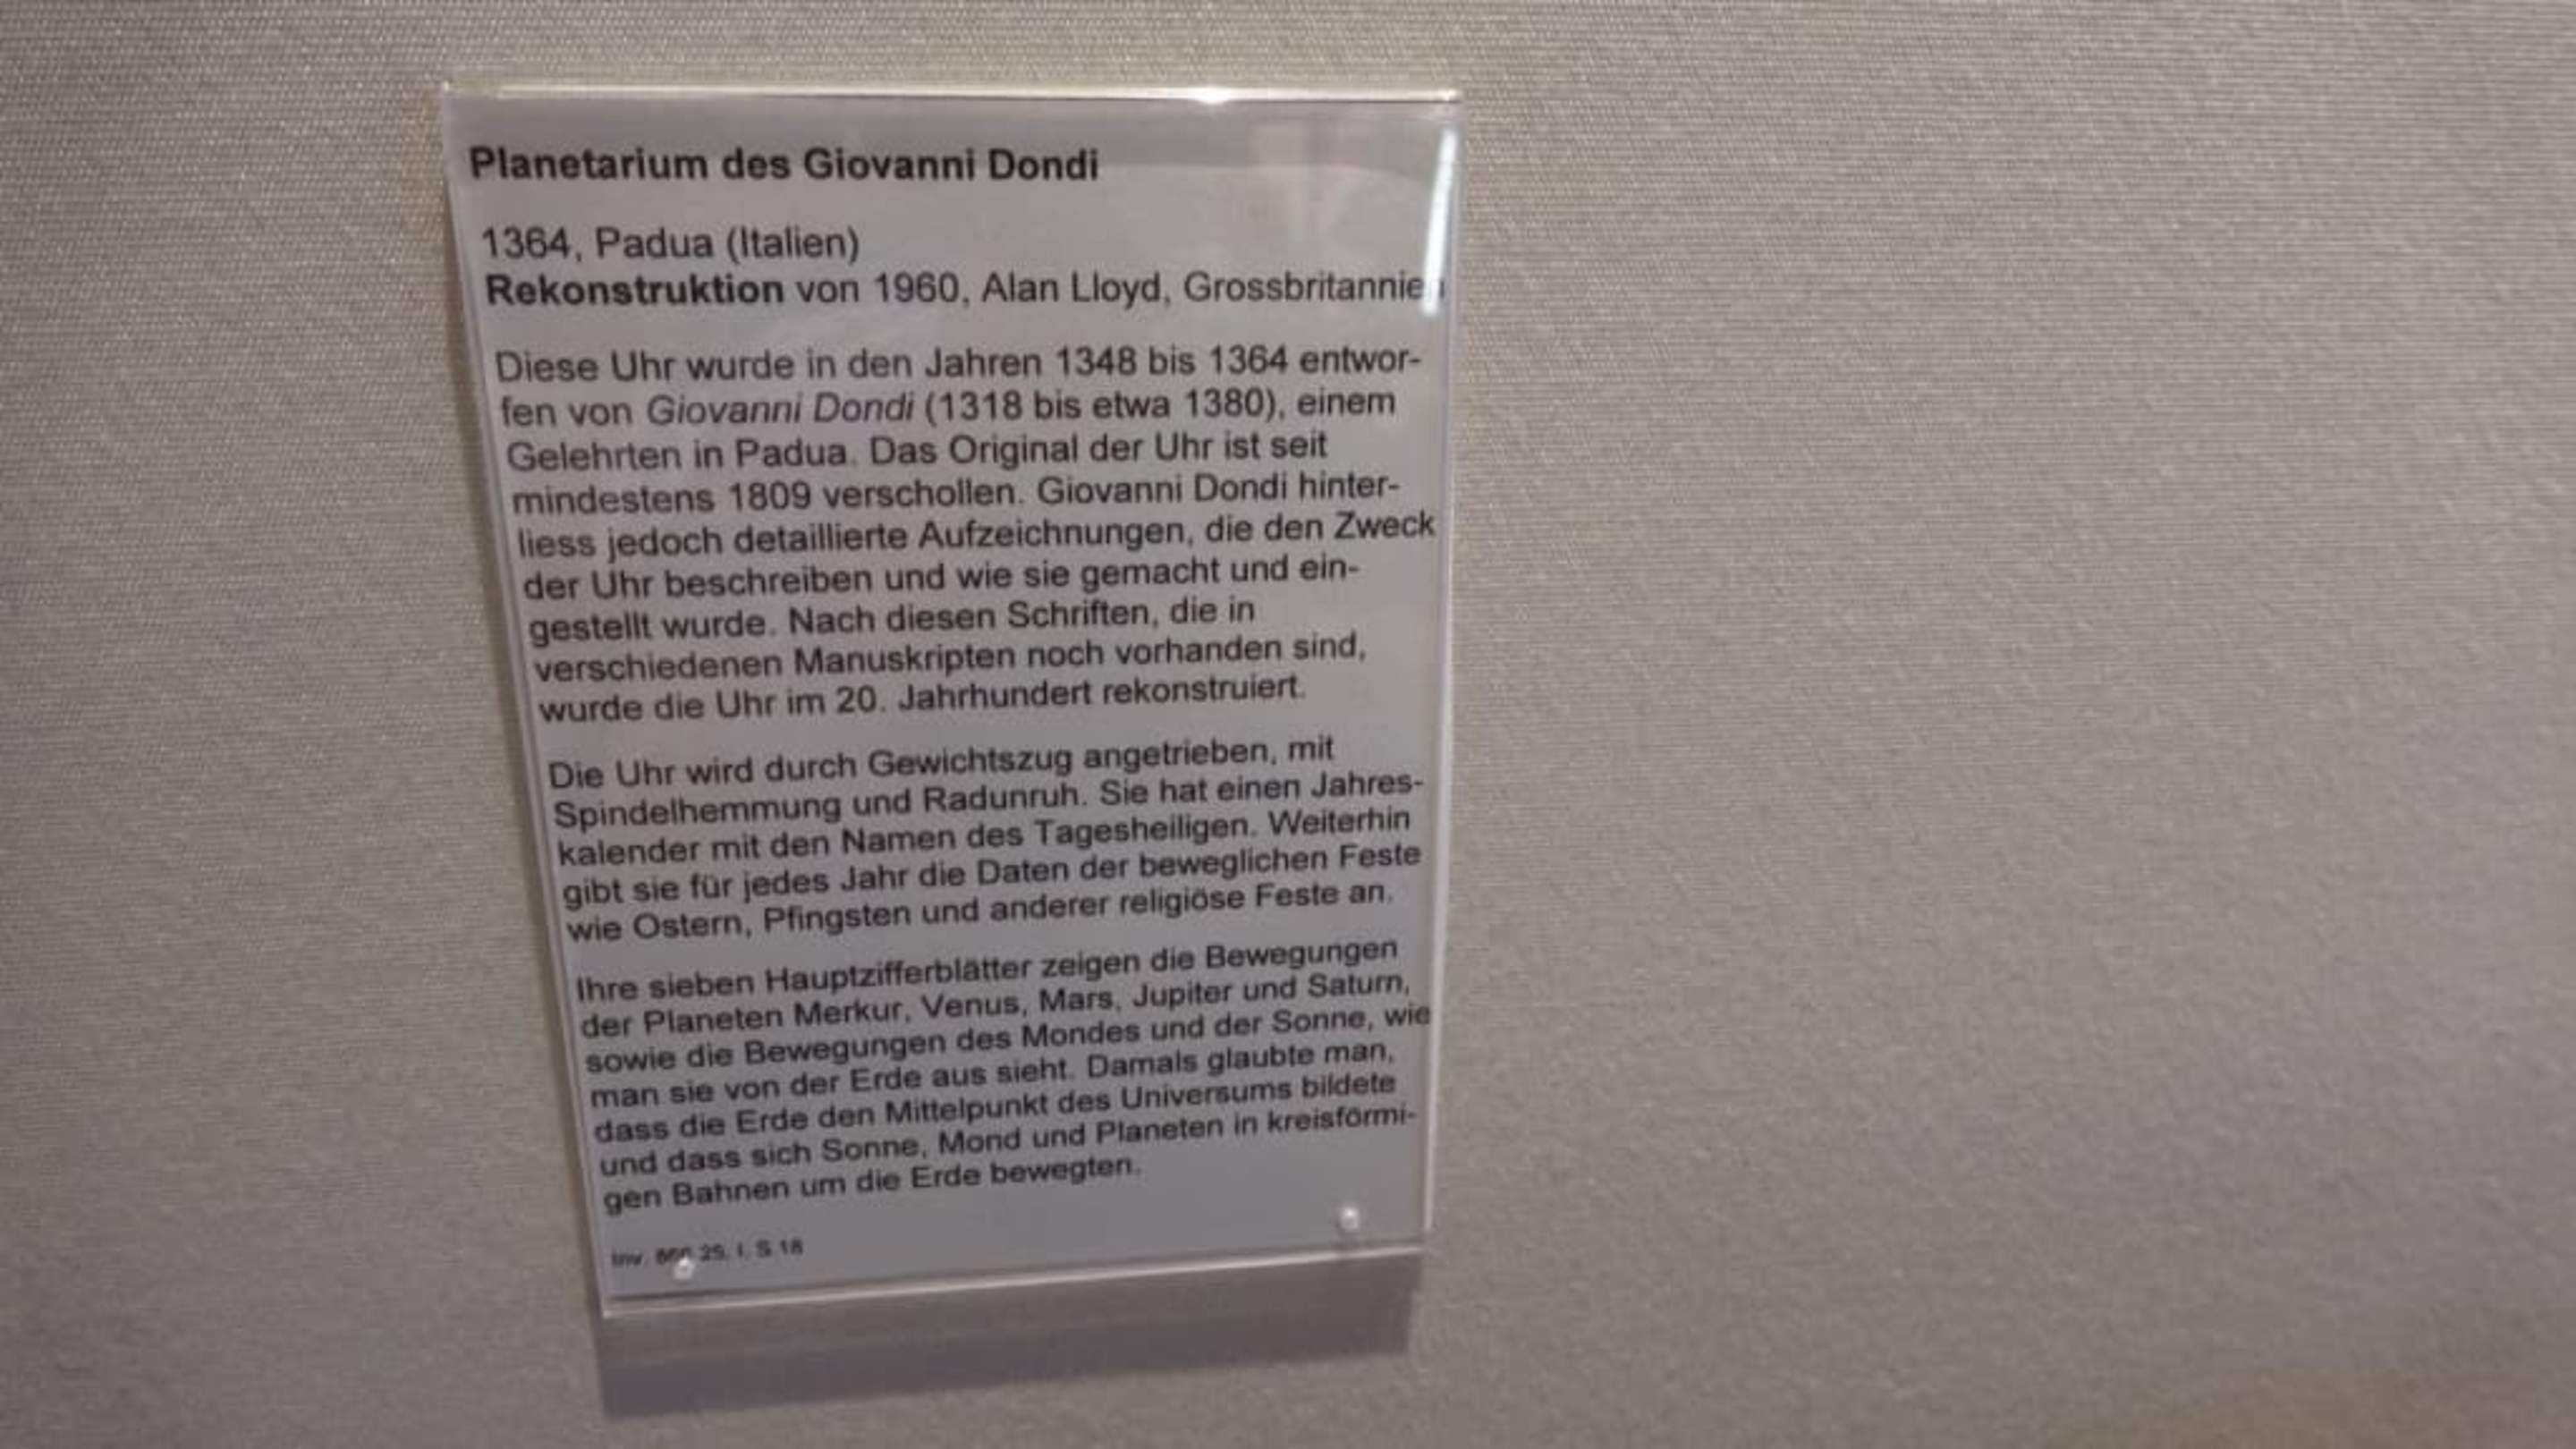 Planetarium des Giovanni Dondi
1364, Padua (Italien)
Rekonstruktion von 1960, Alan Lloyd, Grossbritannien
Diese Uhr wurde in den Jahren 1348 bis 1364 entwor-
fen von Giovanni Dondi (1318 bis etwa 1380), einem
Gelehrten in Padua. Das Original der Uhr ist seit
mindestens 1809 verschollen. Giovanni Dondi hinter-
liess jedoch detaillierte Aufzeichnungen, die den Zweck
der Uhr beschreiben und wie sie gemacht und ein-
gestellt wurde. Nach diesen Schriften, die in
verschiedenen Manuskripten noch vorhanden sind,
wurde die Uhr im 20. Jahrhundert rekonstruiert.
Die Uhr wird durch Gewichtszug angetrieben, mit
Spindelhemmung und Radunruh. Sie hat einen Jahres-
kalender mit den Namen des Tagesheiligen. Weiterhin
gibt sie für jedes Jahr die Daten der beweglichen Feste
wie Ostern, Pfingsten und anderer religiöse Feste an.
Ihre sieben Hauptzifferblätter zeigen die Bewegungen
der Planeten Merkur, Venus, Mars, Jupiter und Saturn,
sowie die Bewegungen des Mondes und der Sonne, wie
man sie von der Erde aus sieht. Damals glaubte man,
dass die Erde den Mittelpunkt des Universums bildete
und dass sich Sonne, Mond und Planeten in kreisförmi-
gen Bahnen um die Erde bewegten.
Inv. 25. I. S 18